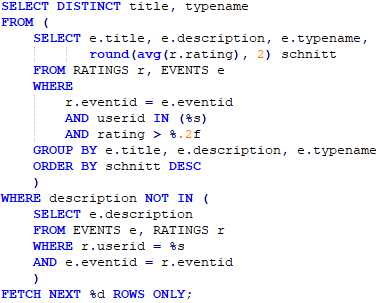 SELECT DISTINCT title, typename
FROM (
SELECT e.title, e.description, e.typename,
round(avg(r.rating), 2) schnitt
FROM RATINGS r, EVENTS e
WHERE
r.eventid = e.eventid
AND userid IN (%s)
AND rating > %.2f
GROUP BY e.title, e.description, e.typename
ORDER BY schnitt DESC
)
WHERE description NOT IN (
SELECT e.description
FROM EVENTS e, RATINGS r
WHERE r.userid = %s
AND e.eventid = r.eventid
)
FETCH NEXT %d ROWS ONLY;